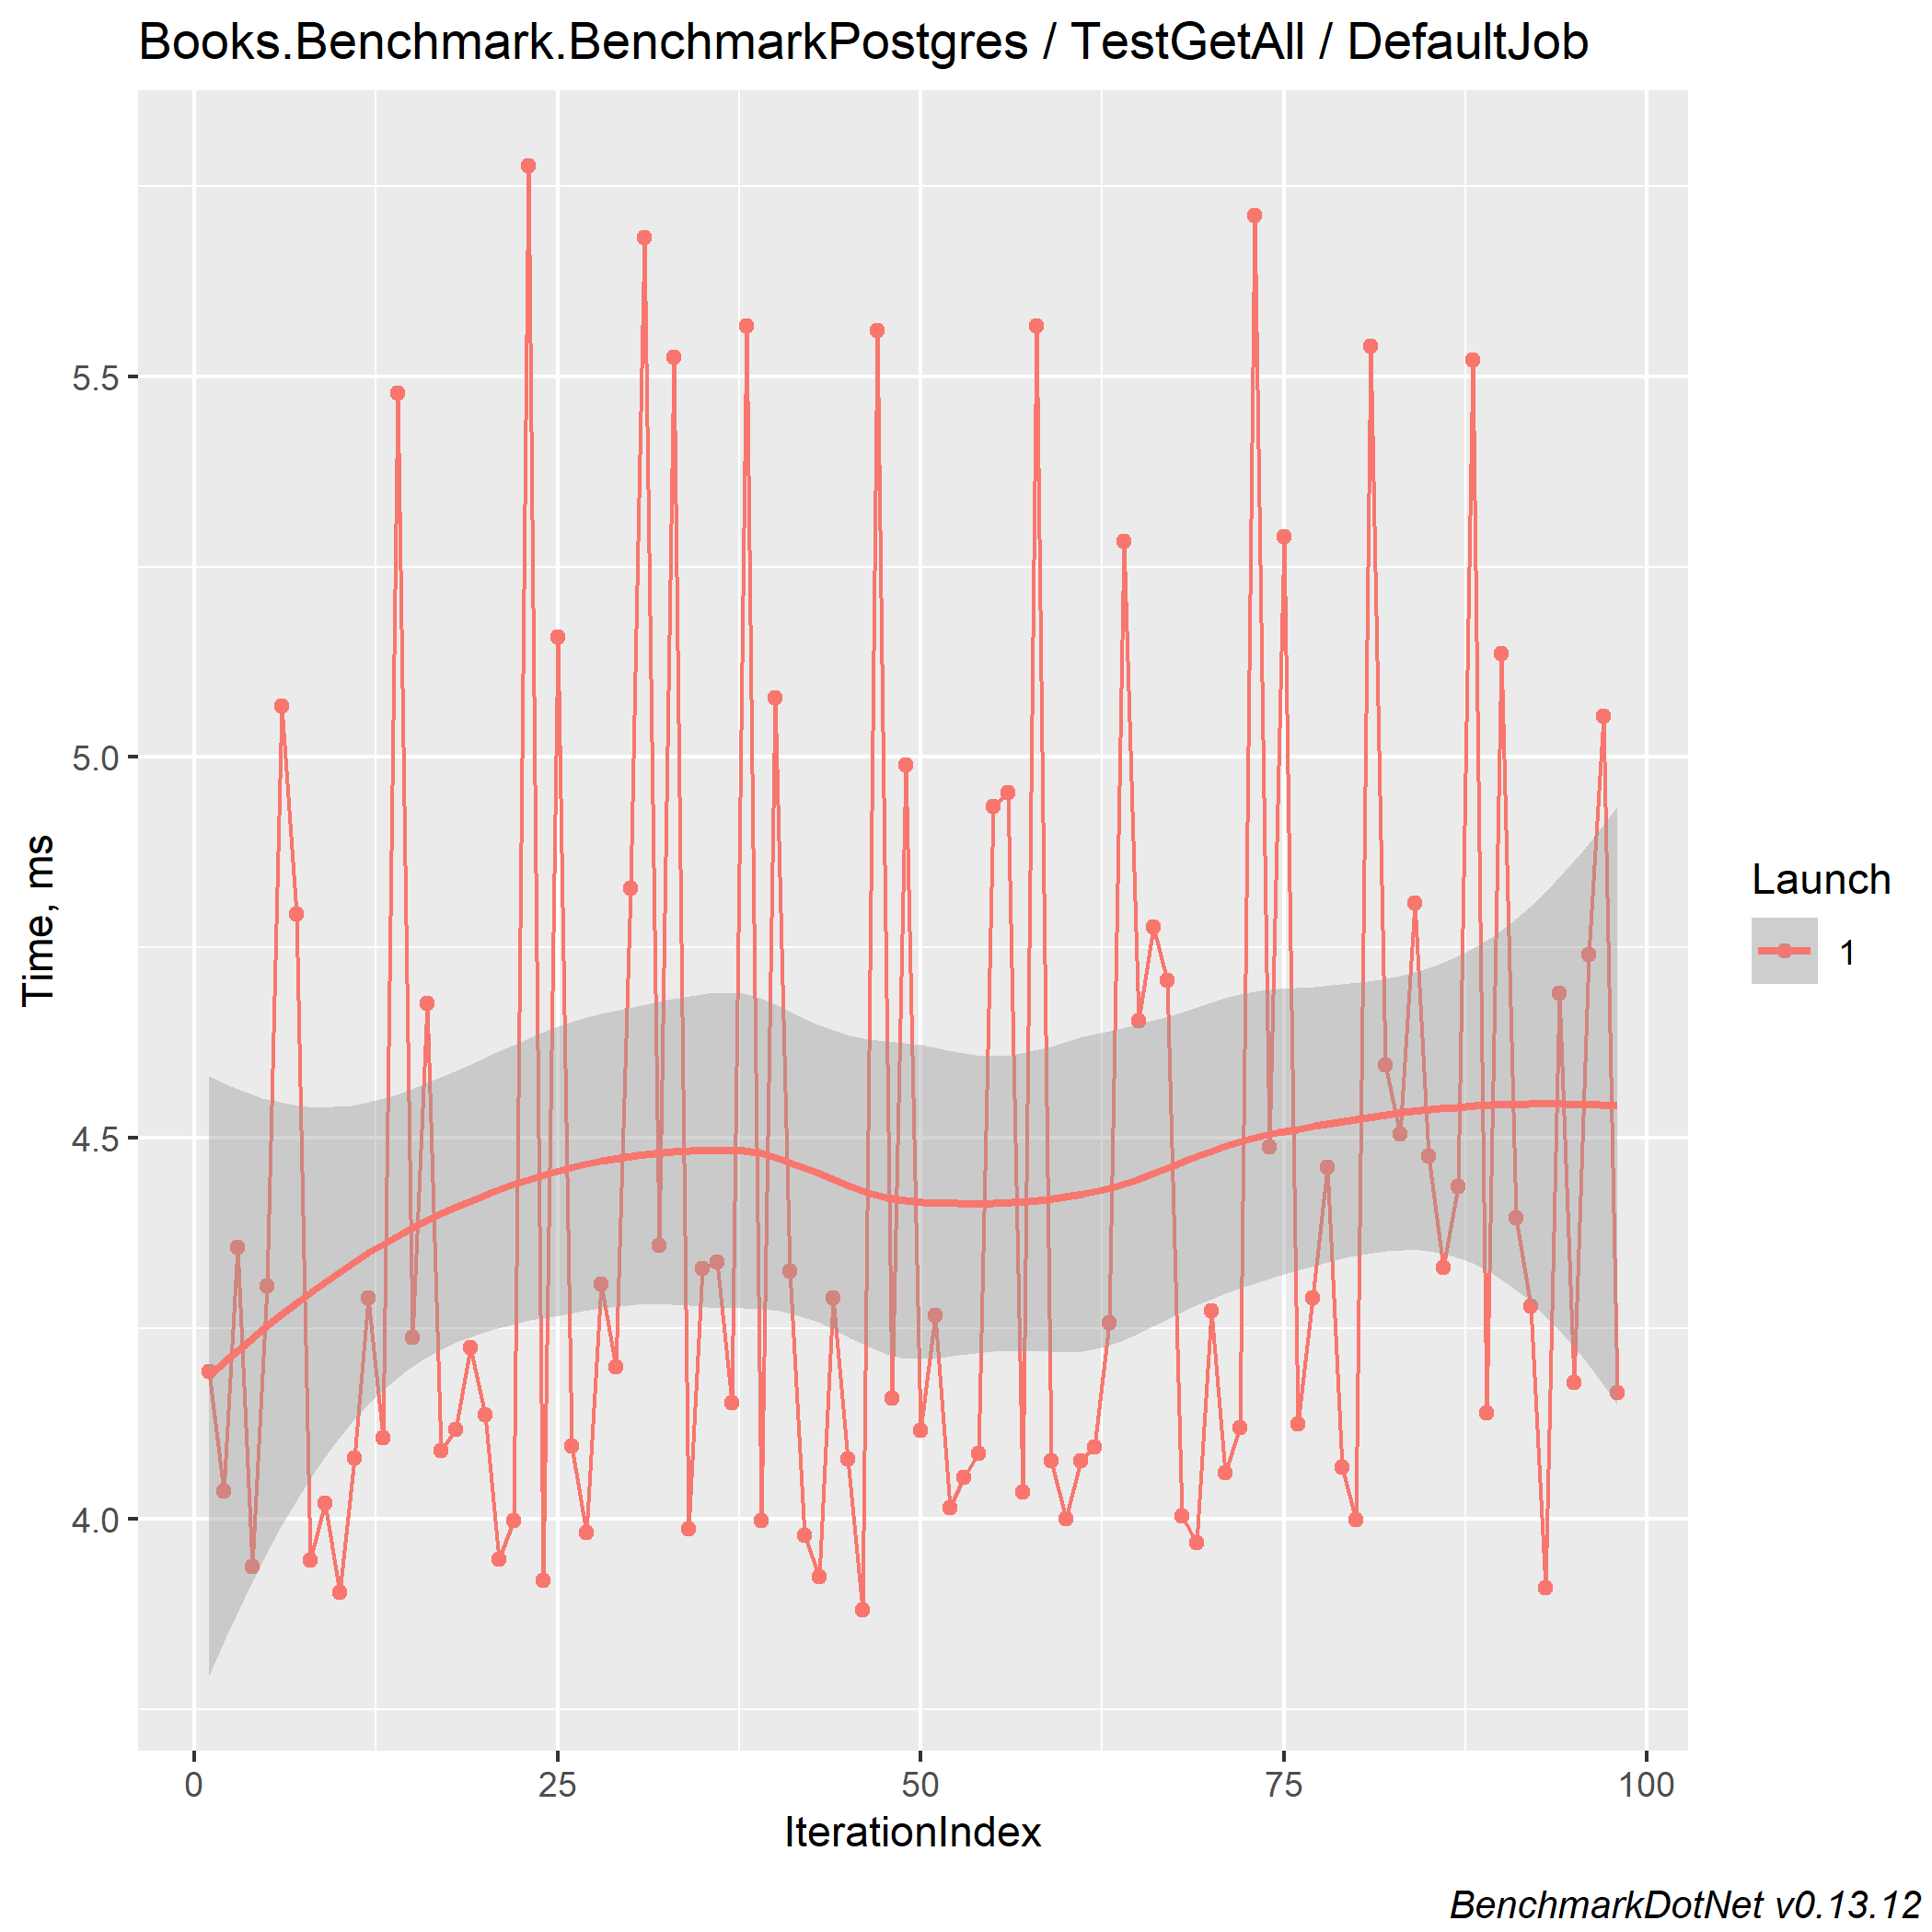 Books.Benchmark.BenchmarkPostgres / TestGetAll / DefaultJob
5.5
5.0
4.5
4.0
Time, ms
0 25 50 75 100
IterationIndex
Launch
1
BenchmarkDotNet v0.13.12